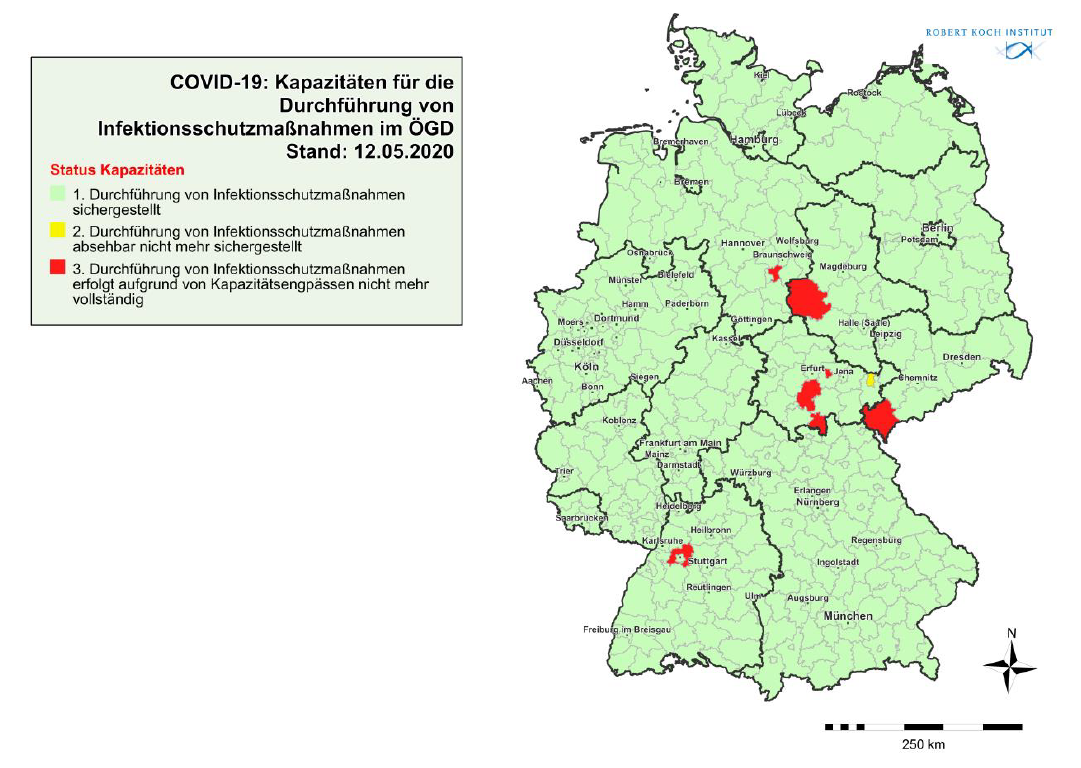 ROBERT KOCH INSTITUT
COVID-19: Kapazitäten für die
Durchführung von
Infektionsschutzmaßnahmen im ÖGD
Stand: 12.05.2020
Status Kapazitäten
1. Durchführung von Infektionsschutzmaßnahmen
sichergestellt
2. Durchführung von Infektionsschutzmaßnahmen
absehbar nicht mehr sichergestellt
3. Durchführung von Infektionsschutzmaßnahmen
erfolgt aufgrund von Kapazitätsengpässen nicht mehr
vollständig
Kiel
Rostock
Lübeck
Hamburg
Bremerhaven
Bremen
Berlin
Potsdam
Hannover
Wolfsburg
Braunschweig
Osnabrück
Magdeburg
Bielefeld
Münster
Hamm
Paderborn
Göttingen
Halle (Saale)
Moers
Dortmund
Leipzig
Kassel
Düsseldorf
Dresden
Köln
Erfurt
Jena
Chemnitz
Siegen
Aachen
Bonn
Koblenz
Frankfurt am Main
Mainz
Darmstadt
Trier
Würzburg
Erlangen
Nürnberg
Heidelberg
Saarbrücken
Heilbronn
Karlsruhe
Regensburg
Stuttgart
Ingolstadt
Reutlingen
Ulm
Augsburg
München
Freiburg im Breisgau
N
250 km